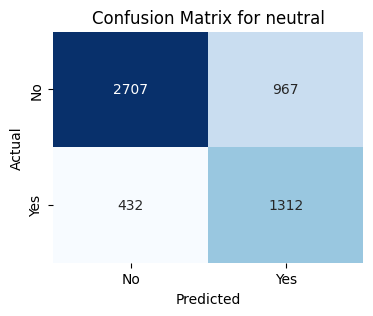 Confusion Matrix for neutral
Actual
No
2707 967
Yes
432 1312
No Yes
Predicted